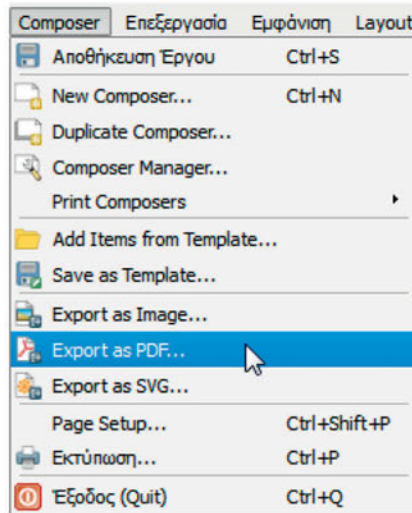 Composer Επεξεργασία Εμφάνιση Layout
Αποθήκευση Έργου Ctrl+S
New Composer... Ctrl+N
Duplicate Composer...
Composer Manager...
Print Composers
Add Items from Template...
Save as Template...
Export as Image...
Export as PDF...
Export as SVG...
Page Setup... Ctrl+Shift+P
Εκτύπωση... Ctrl+P
Έξοδος (Quit) Ctrl+Q